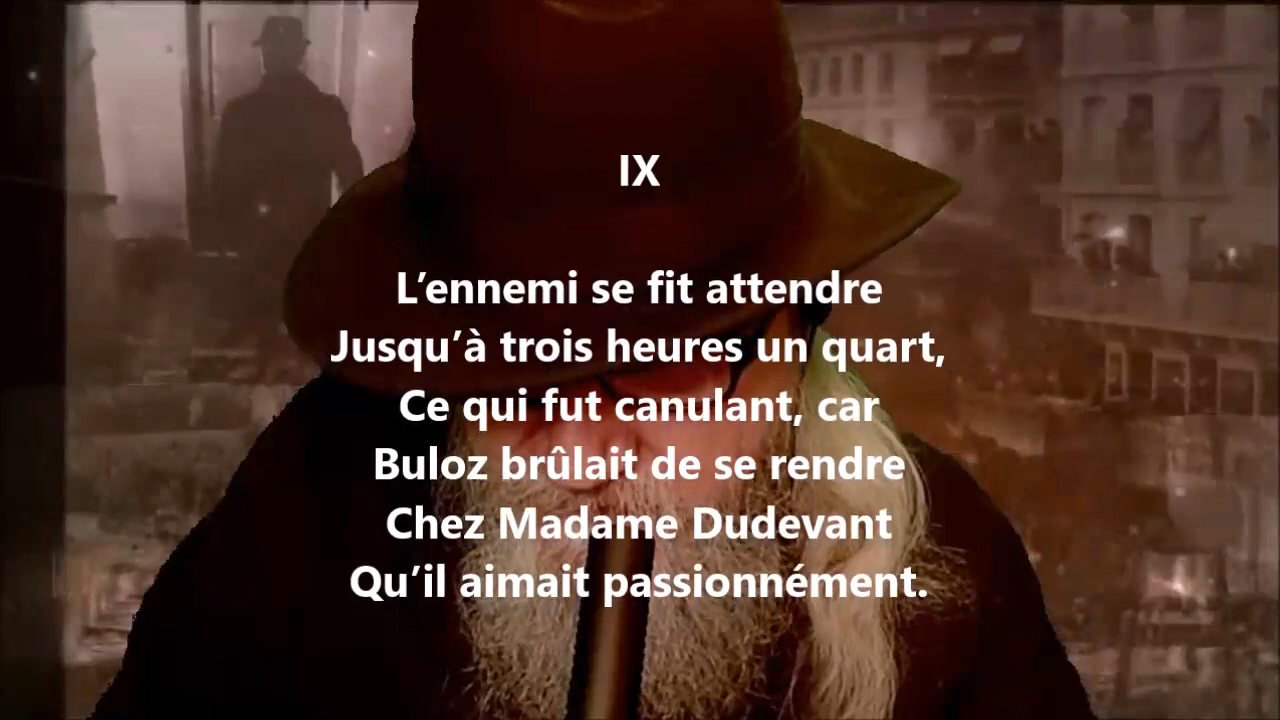 IX
L’ennemi se fit attendre
Jusqu’à trois heures un quart,
Ce qui fut canulant, car
Buloz brûlait de se rendre
Chez Madame Dudevant
Qu’il aimait passionnément.